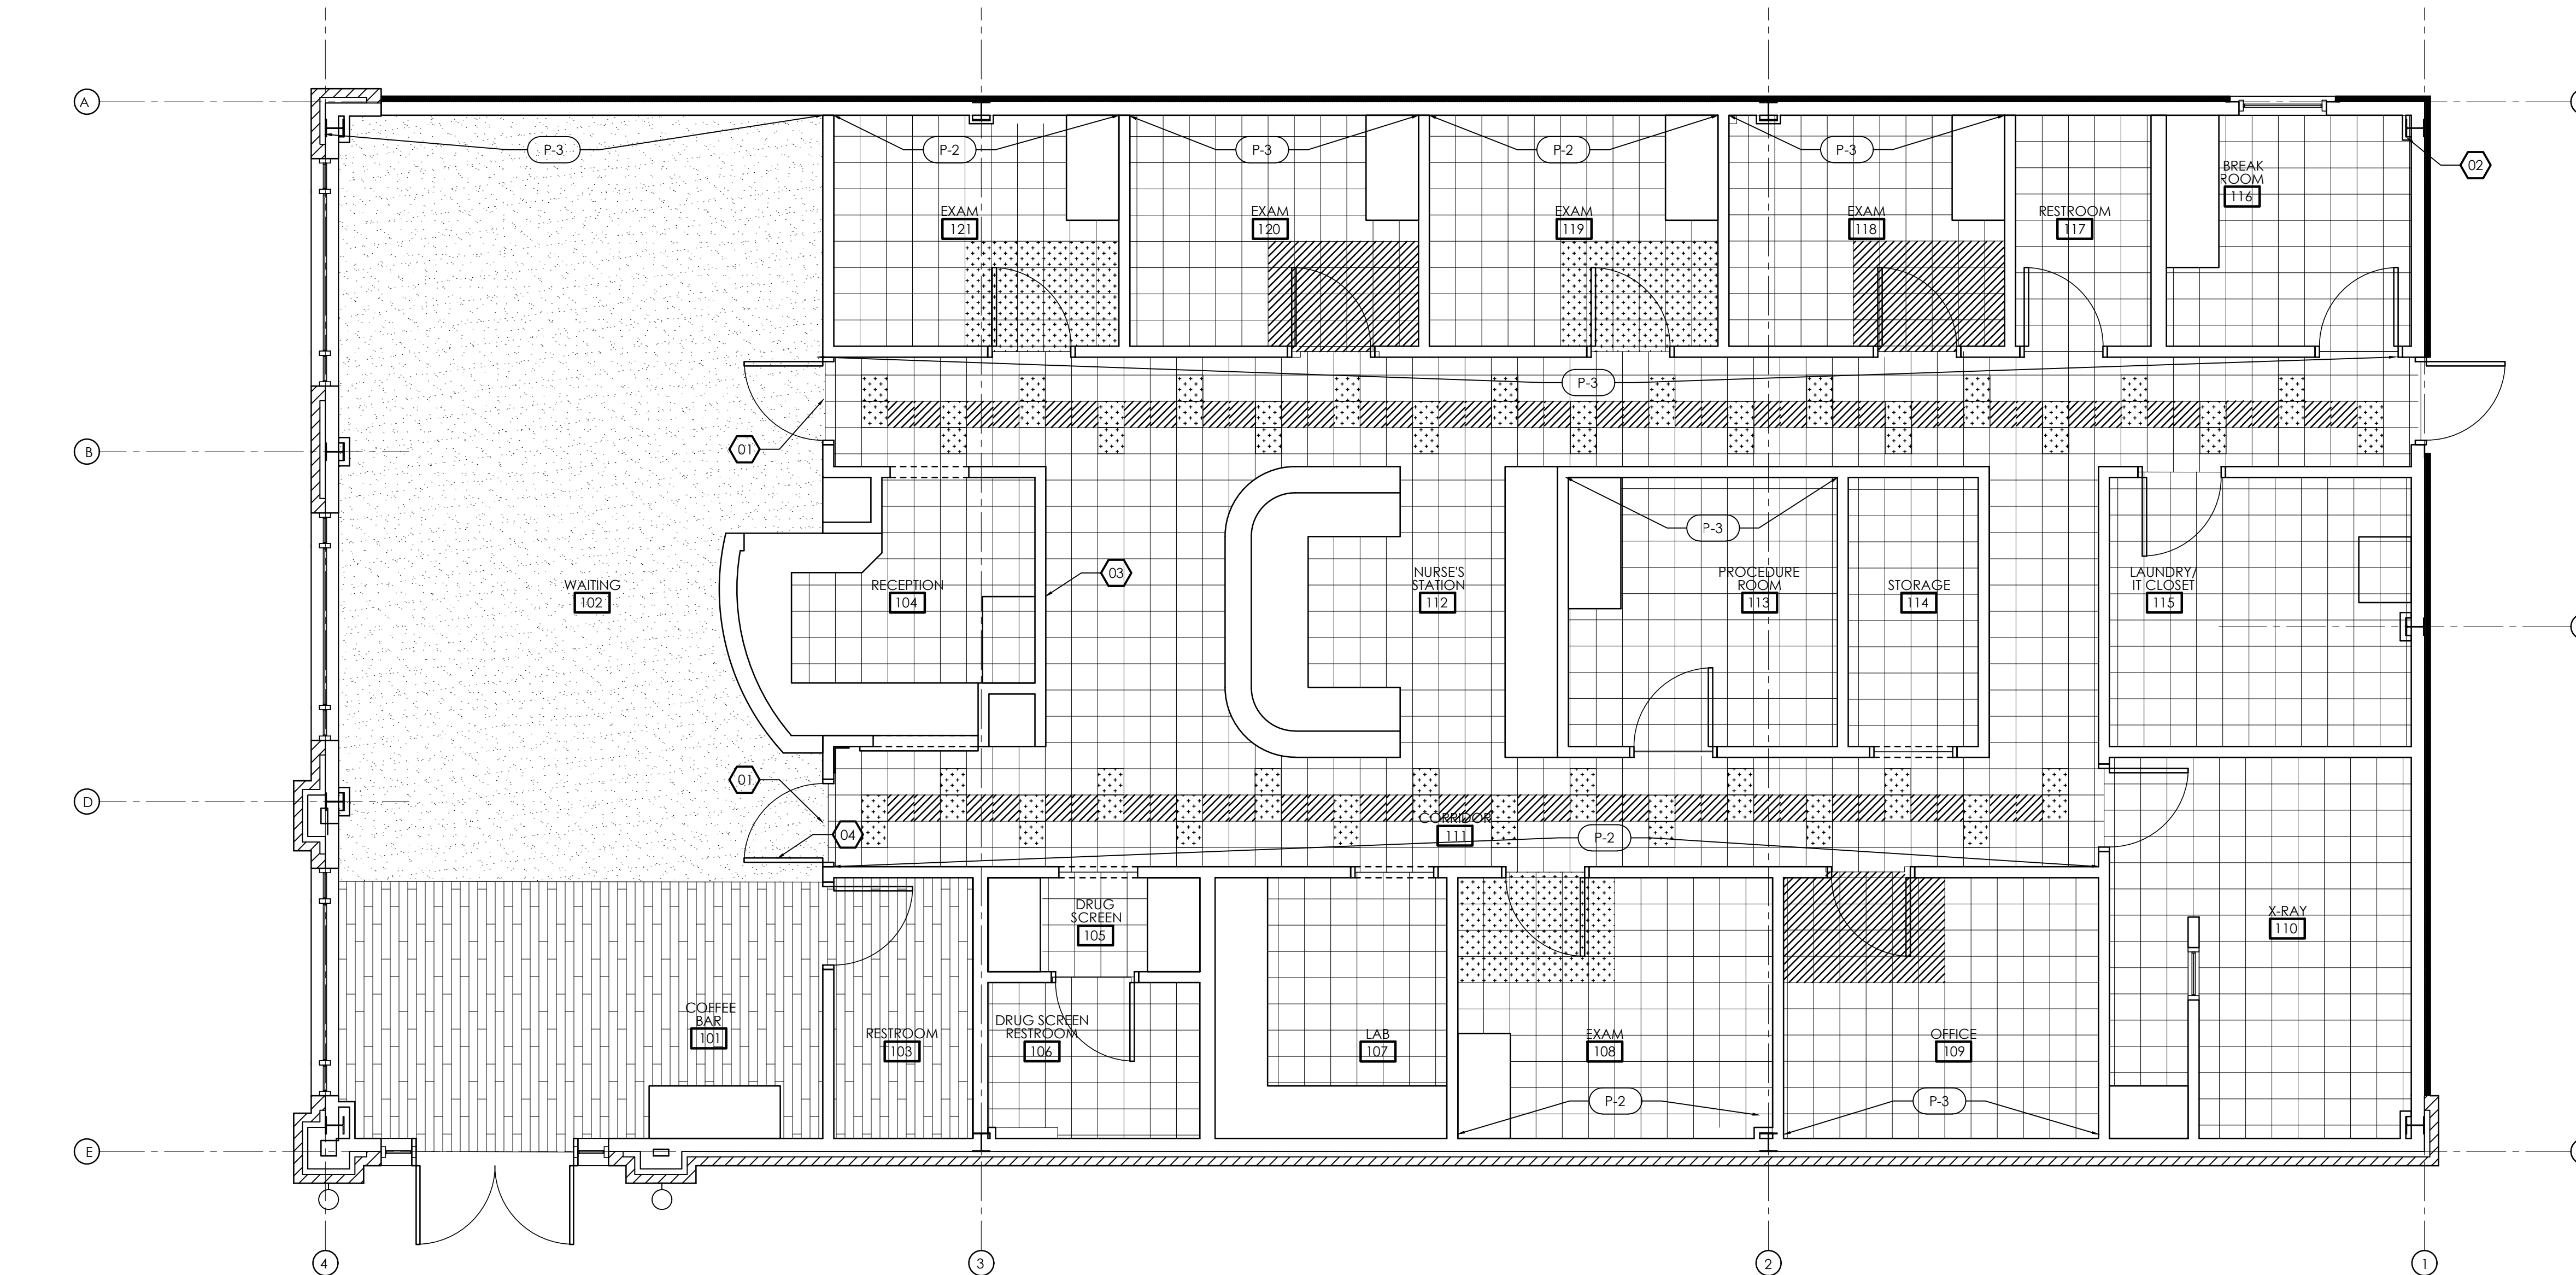 A
P-3
P-2
P-3
P-2
P-3
02
BREAK
ROOM
116
EXAM
121
EXAM
120
EXAM
119
EXAM
118
RESTROOM
117
P-3
01
B
P-3
03
WAITING
102
RECEPTION
104
NURSE'S
STATION
112
PROCEDURE
ROOM
113
STORAGE
114
LAUNDRY/
IT CLOSET
115
01
D
04
CORRIDOR
111
P-2
DRUG
SCREEN
105
X-RAY
110
COFFEE
BAR
101
RESTROOM
103
DRUG SCREEN
RESTROOM
106
LAB
107
EXAM
108
OFFICE
109
P-2
P-3
E
4
3
2
1